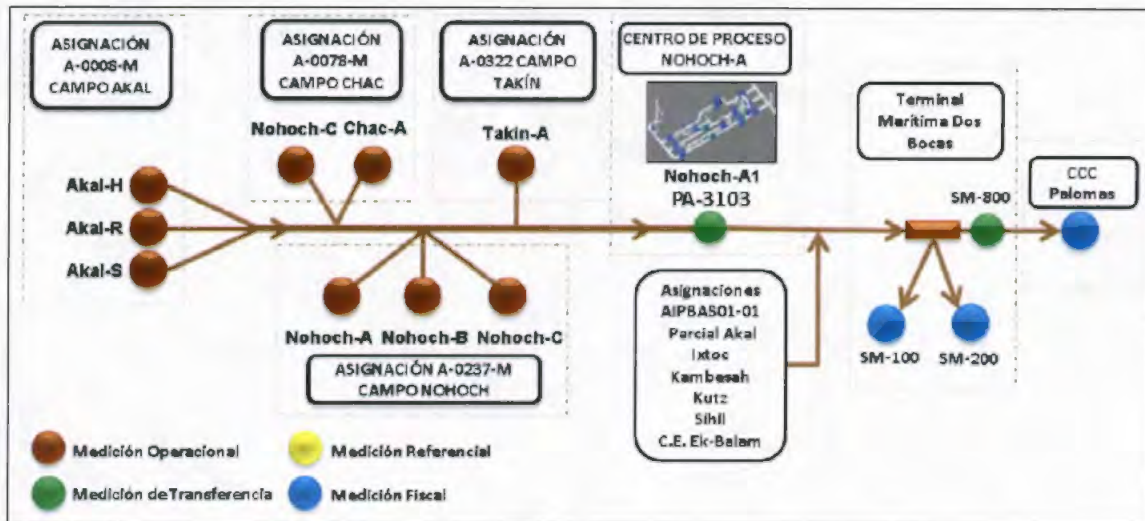 ASIGNACIÓN
A-0008-M
CAMPO AKAL
ASIGNACIÓN
A-0078-M
CAMPO CHAC
ASIGNACIÓN
A-0322 CAMPO
TAKÍN
CENTRO DE PROCESO
NOHOCH-A
Terminal
Marítima Dos
Bocas
CCC
Palomas
Nohoch-C Chac-A
Takin-A
Nohoch-A1
PA-3103
SM-800
Akal-H
Akal-R
Akal-S
Nohoch-A Nohoch-B Nohoch-C
ASIGNACIÓN A-0237-M
CAMPO NOHOCH
Asignaciones
AIPBAS01-01
Parcial Akal
Ixtoc
Kambesah
Kutz
Sihil
C.E. Ek-Balam
SM-100
SM-200
Medición Operacional
Medición Referencial
Medición de Transferencia
Medición Fiscal